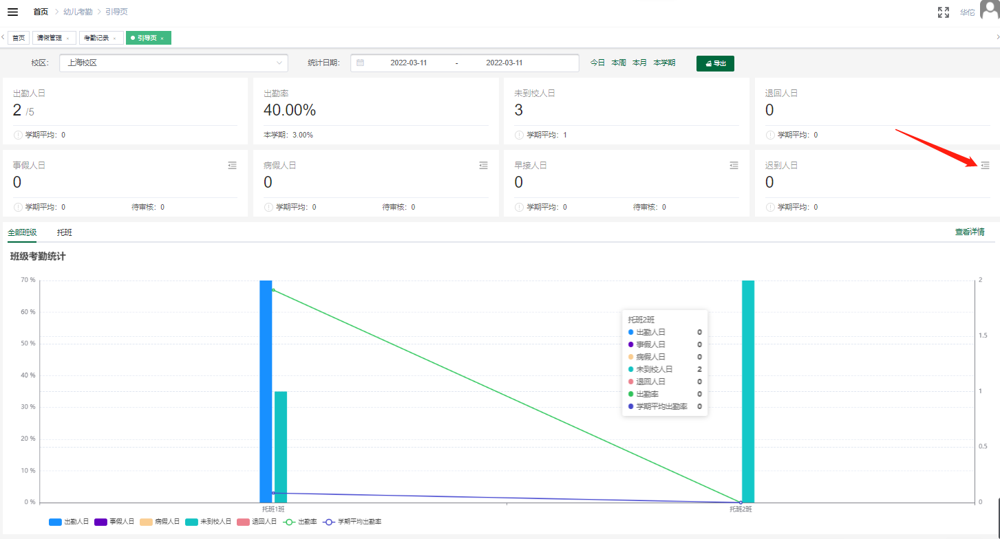 首页 > 幼儿考勤 > 引导页
华佗
首页 请假管理 考勤记录 引导页
校区: 上海校区 统计日期: 2022-03-11 - 2022-03-11 今日 本周 本月 本学期 导出
出勤人日 出勤率 未到校人日 退回人日
2 /5 40.00% 3 0
学期平均: 0 本学期: 3.00% 学期平均: 1 学期平均: 0
事假人日 病假人日 早接人日 迟到人日
0 0 0 0
学期平均: 0 待审核: 0 学期平均: 0 待审核: 0 学期平均: 0 待审核: 0 学期平均: 0
全部班级 托班 查看详情
班级考勤统计
70 % 2
60 %
50 % 1.5
40 %
30 % 1
20 %
10 % 0.5
0 % 0
托班2班
出勤人日 0
事假人日 0
病假人日 0
未到校人日 2
退回人日 0
出勤率 0
学期平均出勤率 0
托班1班 托班2班
出勤人日 事假人日 病假人日 未到校人日 退回人日 出勤率 学期平均出勤率